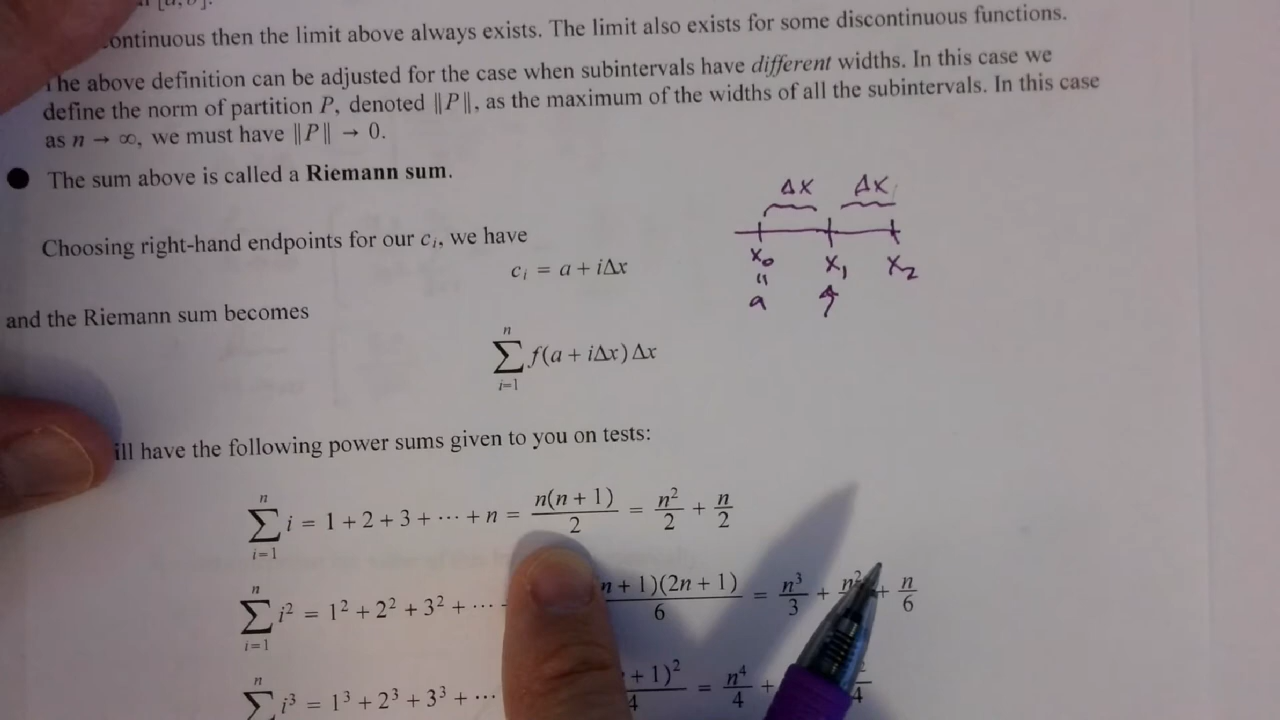 [a, b].
continuous then the limit above always exists. The limit also exists for some discontinuous functions.
The above definition can be adjusted for the case when subintervals have different widths. In this case we
define the norm of partition P, denoted ‖P‖, as the maximum of the widths of all the subintervals. In this case
as n → ∞, we must have ‖P‖ → 0.
● The sum above is called a Riemann sum.
Δx Δx
Choosing right-hand endpoints for our cᵢ, we have
cᵢ = a + iΔx
x₀ x₁ x₂
=
a
and the Riemann sum becomes
n
∑ f(a + iΔx) Δx
i=1
ill have the following power sums given to you on tests:
n
∑ i = 1 + 2 + 3 + ⋯ + n = n(n + 1)/2 = n²/2 + n/2
i=1
n
∑ i² = 1² + 2² + 3² + ⋯ n + 1)(2n + 1)/6 = n³/3 + n² + n/6
i=1
n
∑ i³ = 1³ + 2³ + 3³ + ⋯ + 1)²/4 = n⁴/4 + 4